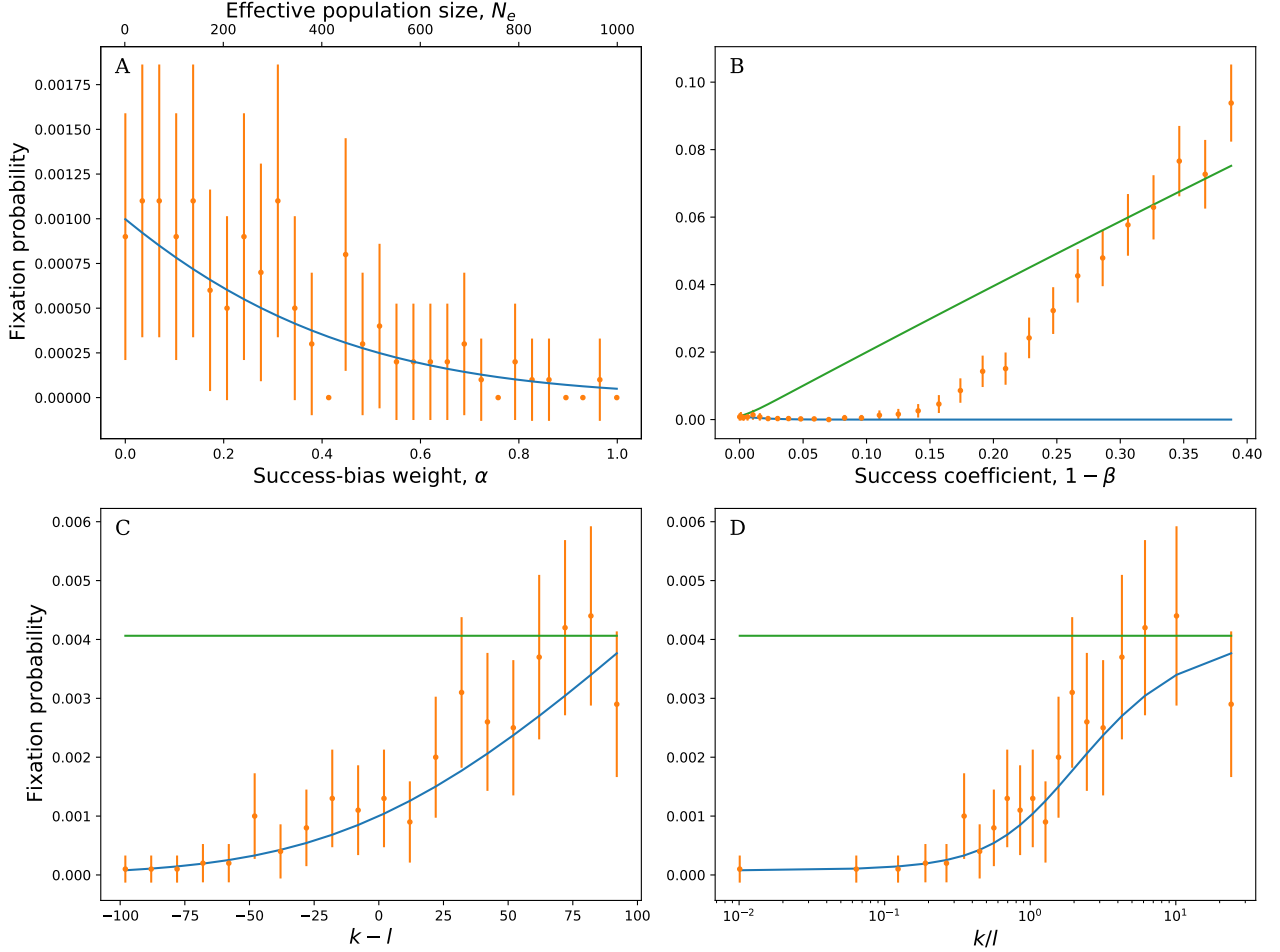 Effective population size, Nₑ
0 200 400 600 800 1000
A
0.00175
0.00150
0.00125
0.00100
0.00075
0.00050
0.00025
0.00000
Fixation probability
0.0 0.2 0.4 0.6 0.8 1.0
Success-bias weight, α
B
0.10
0.08
0.06
0.04
0.02
0.00
0.00 0.05 0.10 0.15 0.20 0.25 0.30 0.35 0.40
Success coefficient, 1 − β
C
0.006
0.005
0.004
0.003
0.002
0.001
0.000
Fixation probability
−100 −75 −50 −25 0 25 50 75 100
k − l
D
0.006
0.005
0.004
0.003
0.002
0.001
0.000
10⁻² 10⁻¹ 10⁰ 10¹
k/l